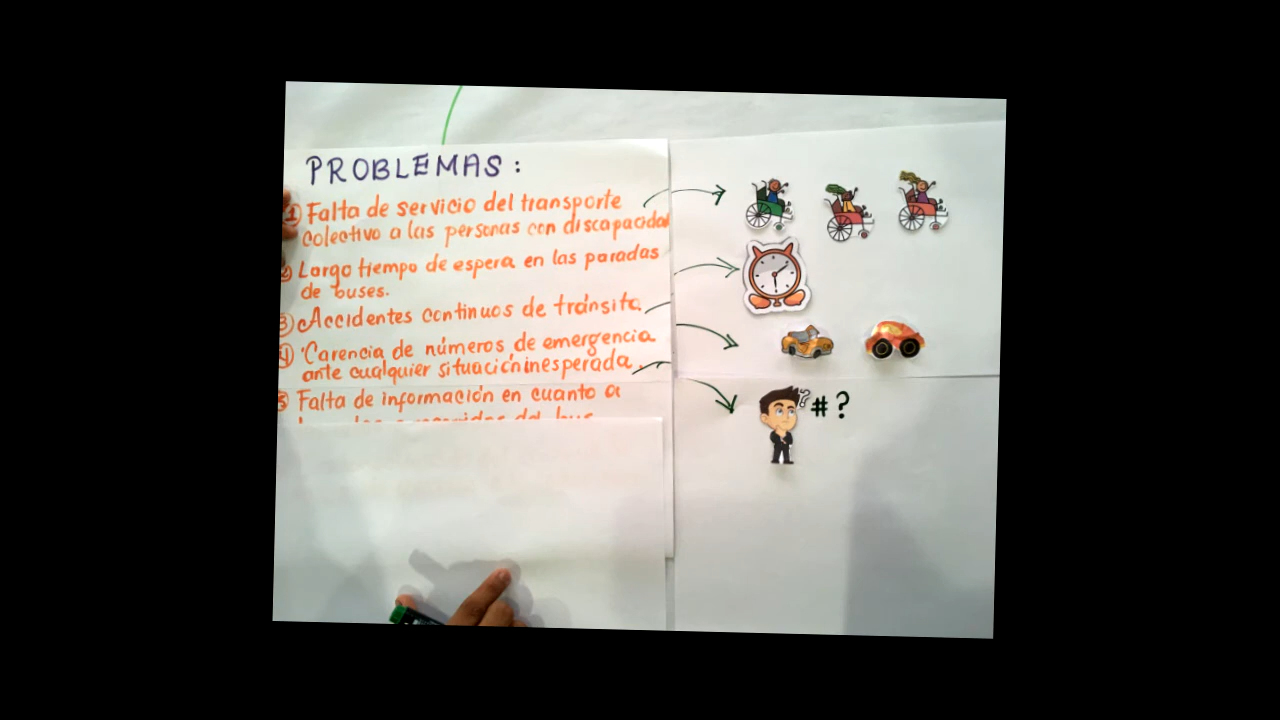 PROBLEMAS:
① Falta de servicio del transporte
colectivo a las personas con discapacidad
② Largo tiempo de espera en las paradas
de buses.
③ Accidentes continuos de tránsito.
④ Carencia de números de emergencia
ante cualquier situación inesperada.
5 Falta de información en cuanto a
? # ?